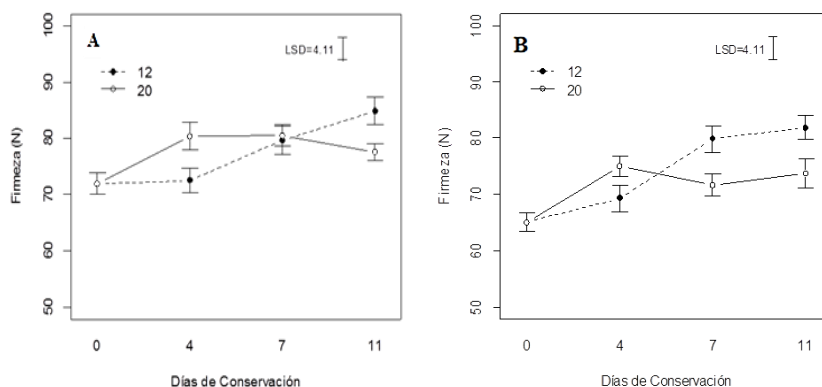 A
LSD=4.11
12
20
Firmeza (N)
100
90
80
70
60
50
0 4 7 11
Días de Conservación
B
LSD=4.11
12
20
Firmeza (N)
100
90
80
70
60
50
0 4 7 11
Días de Conservación